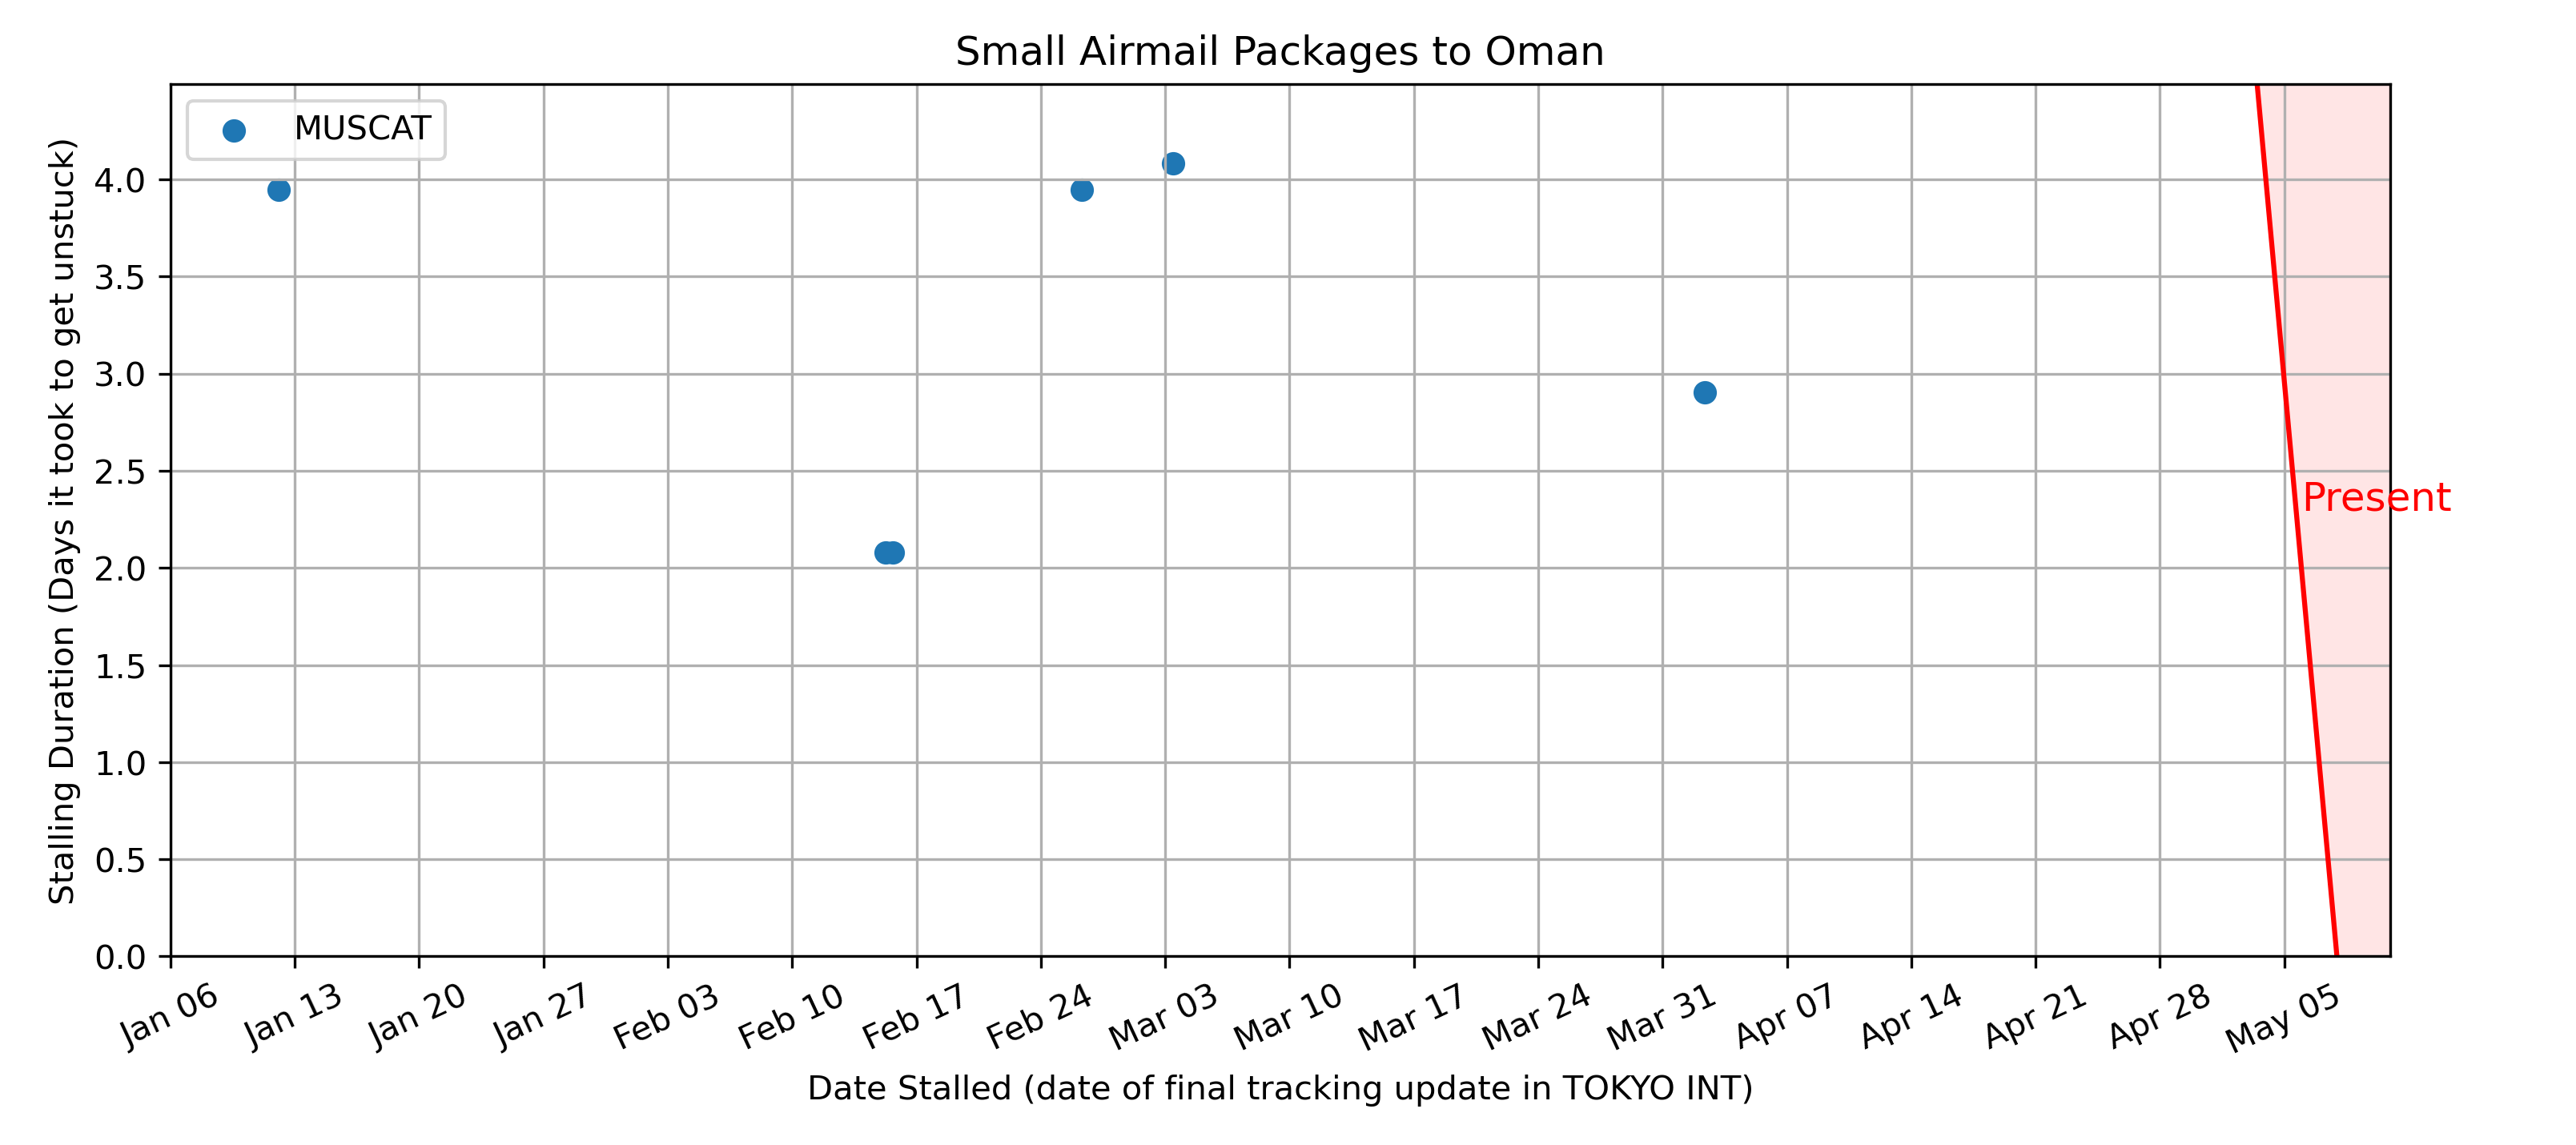 Small Airmail Packages to Oman
MUSCAT
Stalling Duration (Days it took to get unstuck)
4.0
3.5
3.0
2.5
2.0
1.5
1.0
0.5
0.0
Present
Jan 06
Jan 13
Jan 20
Jan 27
Feb 03
Feb 10
Feb 17
Feb 24
Mar 03
Mar 10
Mar 17
Mar 24
Mar 31
Apr 07
Apr 14
Apr 21
Apr 28
May 05
Date Stalled (date of final tracking update in TOKYO INT)